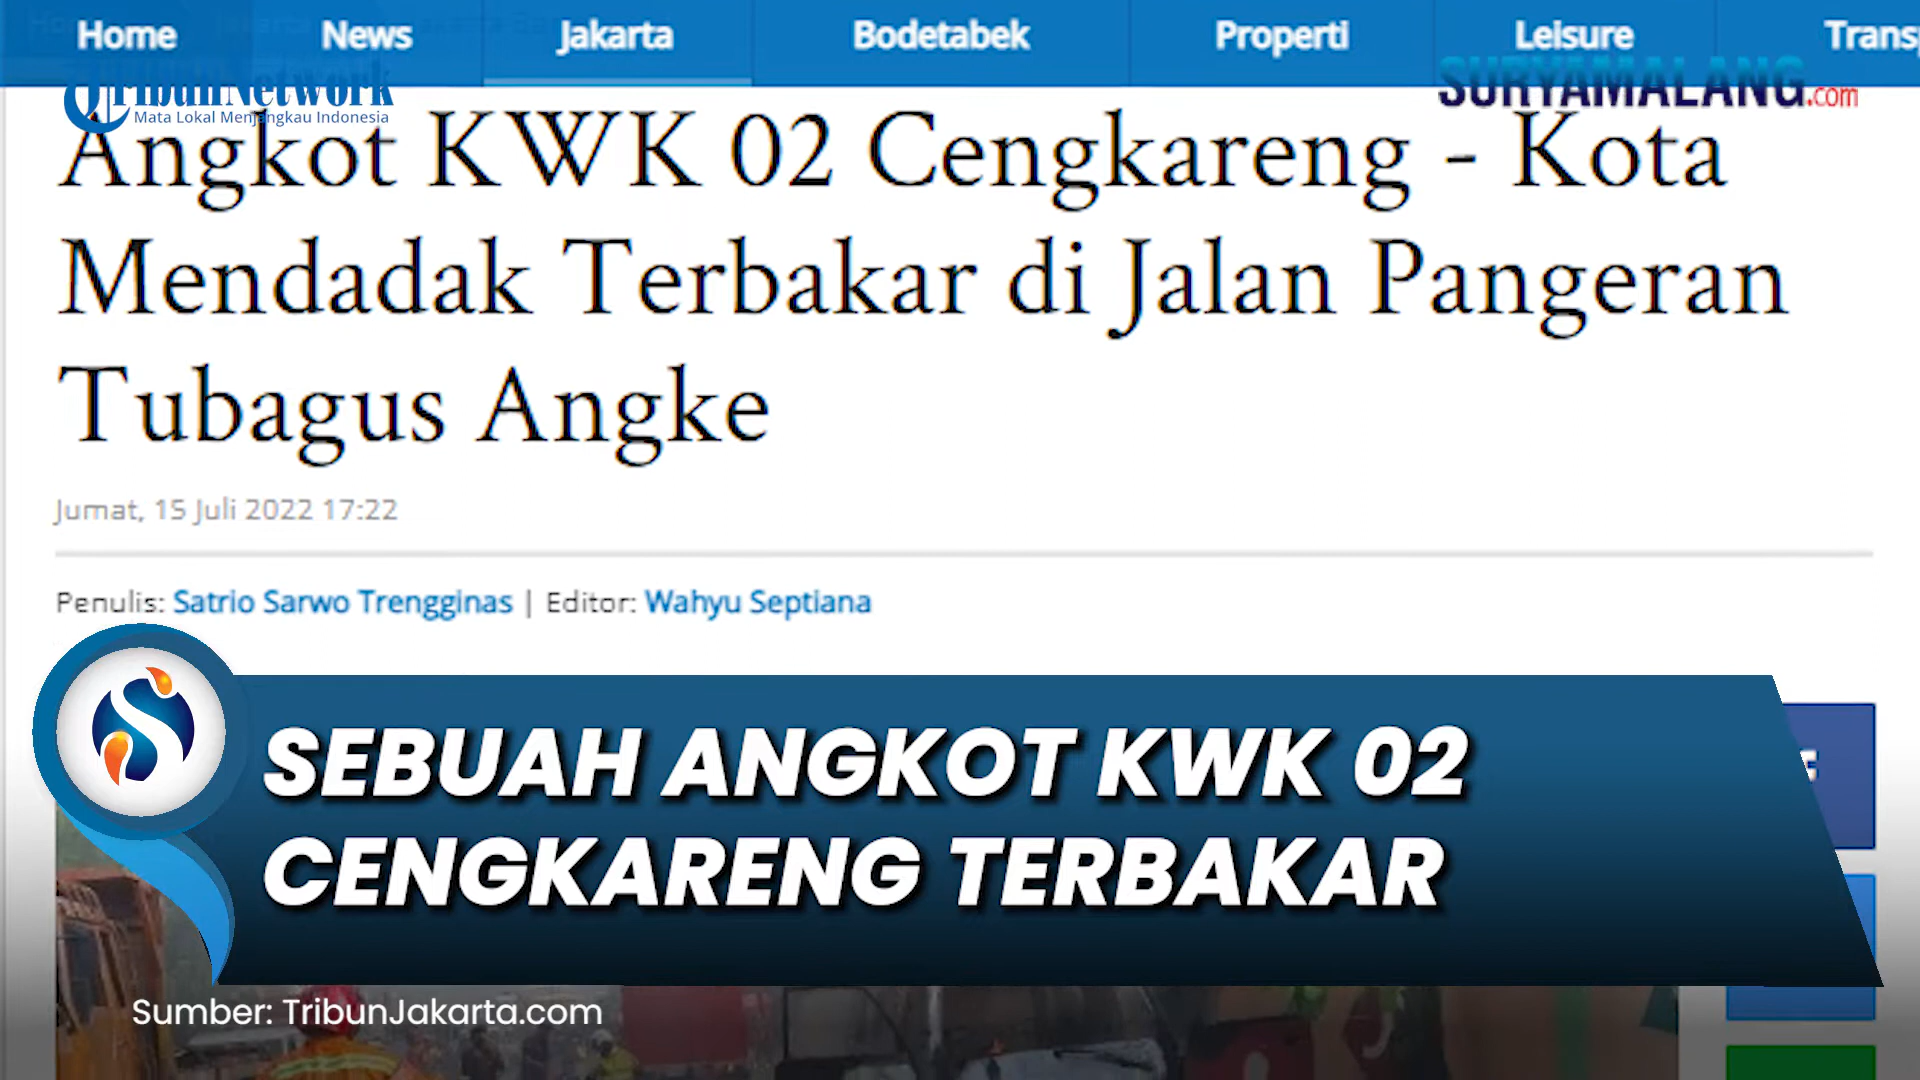 Home News Jakarta Bodetabek Properti Leisure Trans
TribunNetwork
Mata Lokal Menjangkau Indonesia
SURYAMALANG.com
Angkot KWK 02 Cengkareng - Kota
Mendadak Terbakar di Jalan Pangeran
Tubagus Angke
Jumat, 15 Juli 2022 17:22
Penulis: Satrio Sarwo Trengginas | Editor: Wahyu Septiana
SEBUAH ANGKOT KWK 02
CENGKARENG TERBAKAR
Sumber: TribunJakarta.com